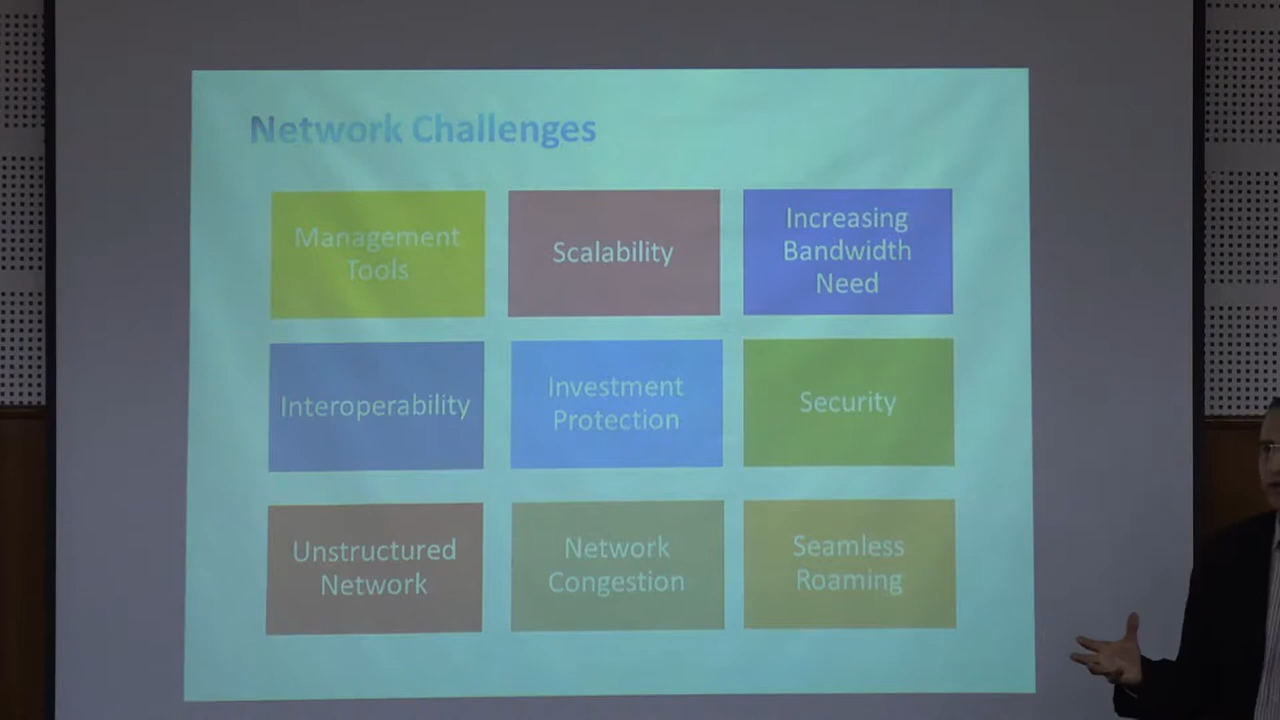 Network Challenges
Management
Tools
Scalability
Increasing
Bandwidth
Need
Interoperability
Investment
Protection
Security
Unstructured
Network
Network
Congestion
Seamless
Roaming